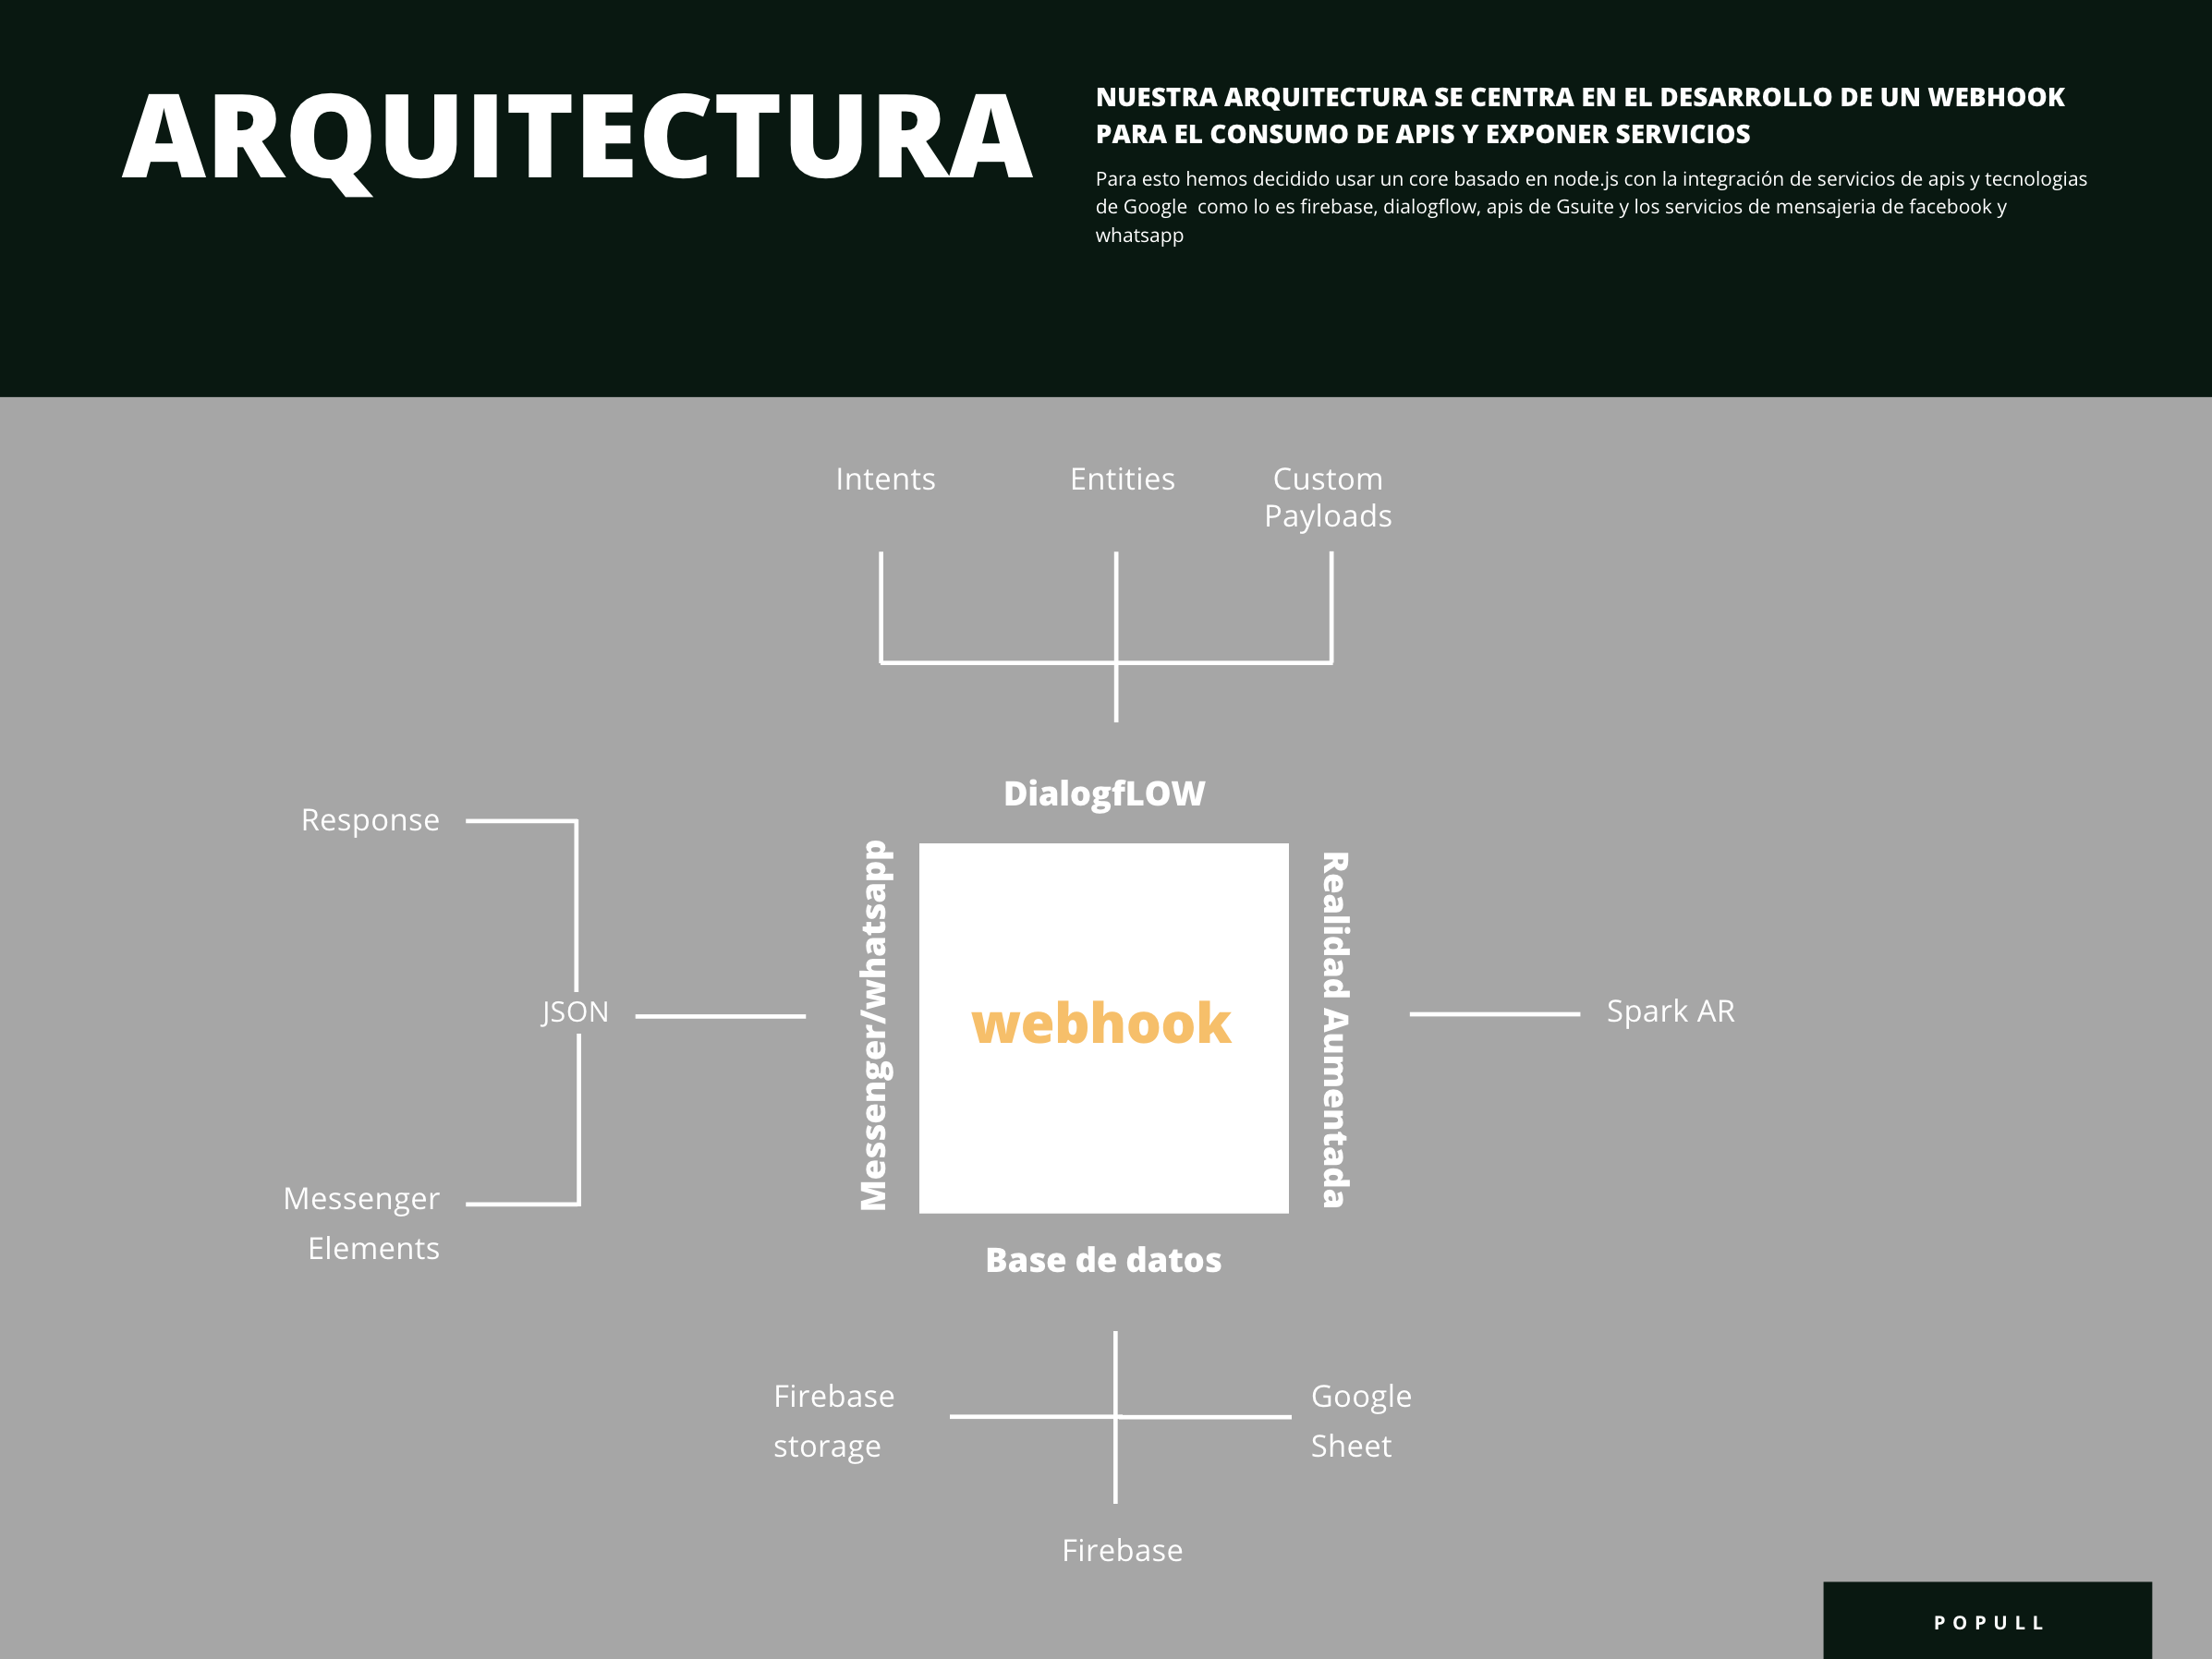 ARQUITECTURA
NUESTRA ARQUITECTURA SE CENTRA EN EL DESARROLLO DE UN WEBHOOK
PARA EL CONSUMO DE APIS Y EXPONER SERVICIOS
Para esto hemos decidido usar un core basado en node.js con la integración de servicios de apis y tecnologias
de Google  como lo es firebase, dialogflow, apis de Gsuite y los servicios de mensajeria de facebook y
whatsapp
Intents
Entities
Custom
Payloads
DialogfLOW
Response
JSON
Messenger
Elements
Messenger/whatsapp
webhook
Realidad Aumentada
Spark AR
Base de datos
Firebase
storage
Google
Sheet
Firebase
POPULL